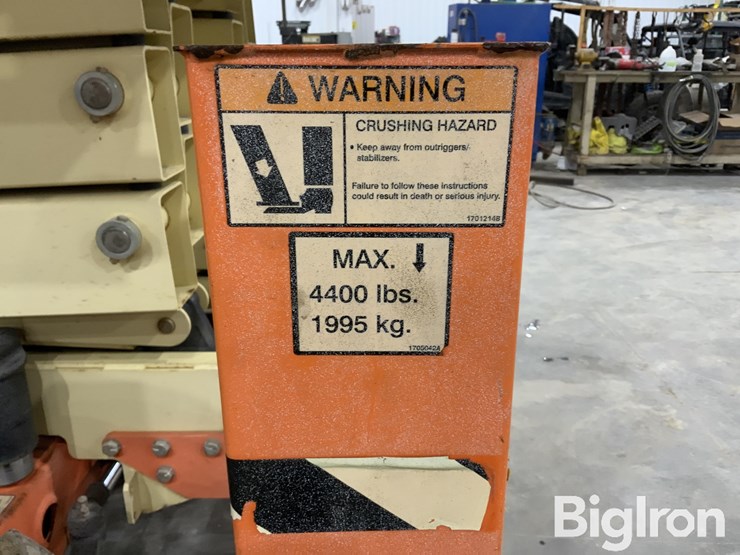 WARNING
CRUSHING HAZARD
• Keep away from outriggers/
stabilizers.
Failure to follow these instructions
could result in death or serious injury.
1701214B
MAX.
4400 lbs.
1995 kg.
1705042A
BigIron